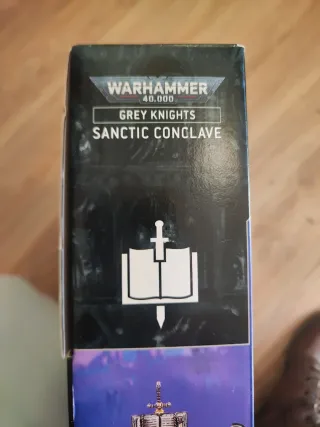 WARHAMMER
40,000
GREY KNIGHTS
SANCTIC CONCLAVE